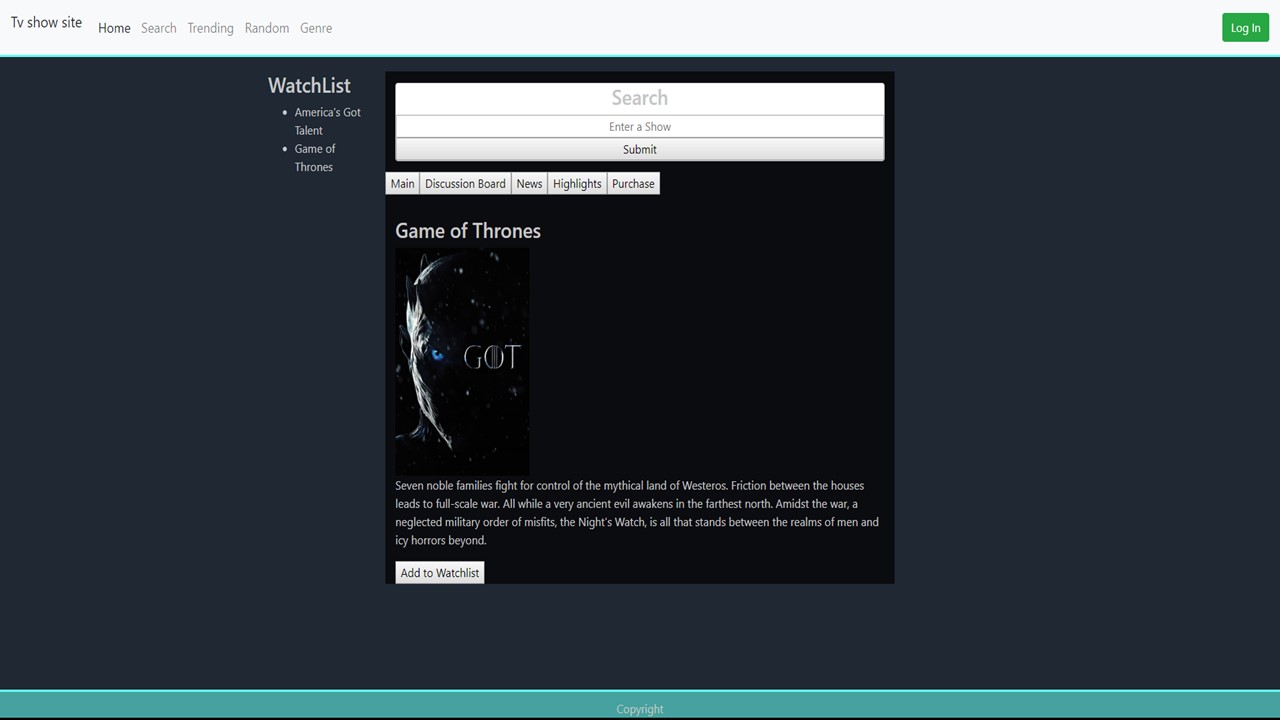 Tv show site Home Search Trending Random Genre Log In
WatchList
America's Got
Talent
Game of
Thrones
Search
Enter a Show
Submit
Main Discussion Board News Highlights Purchase
Game of Thrones
GOT
Seven noble families fight for control of the mythical land of Westeros. Friction between the houses
leads to full-scale war. All while a very ancient evil awakens in the farthest north. Amidst the war, a
neglected military order of misfits, the Night's Watch, is all that stands between the realms of men and
icy horrors beyond.
Add to Watchlist
Copyright